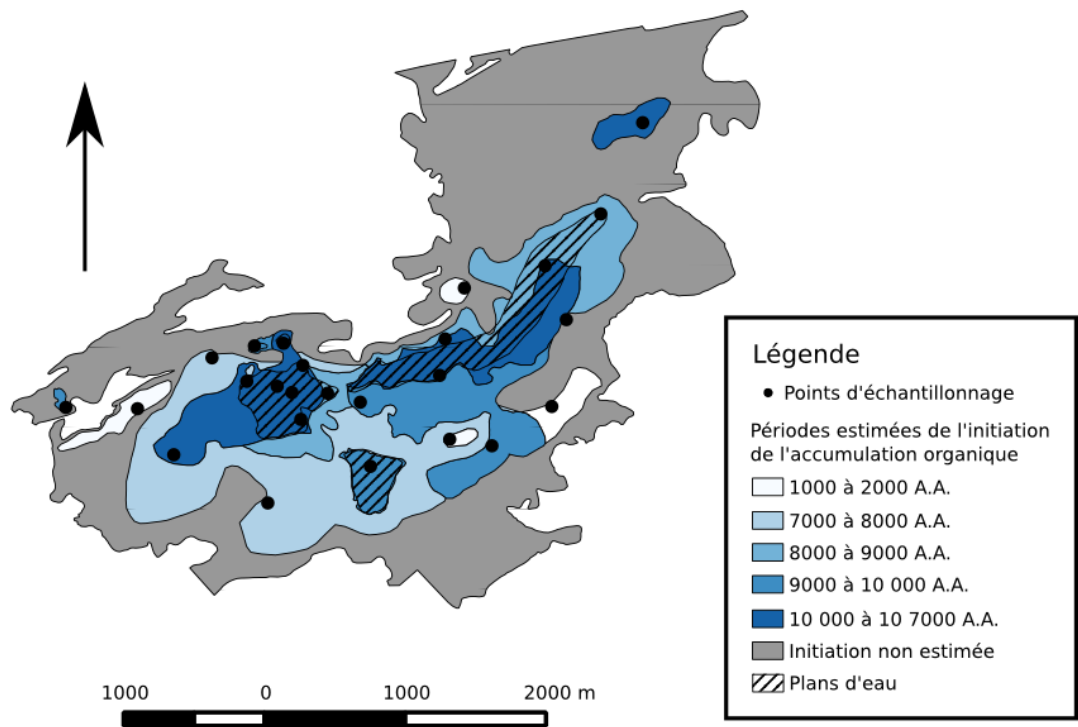 Légende
Points d'échantillonnage
Périodes estimées de l'initiation
de l'accumulation organique
1000 à 2000 A.A.
7000 à 8000 A.A.
8000 à 9000 A.A.
9000 à 10 000 A.A.
10 000 à 10 7000 A.A.
Initiation non estimée
Plans d'eau
1000 0 1000 2000 m